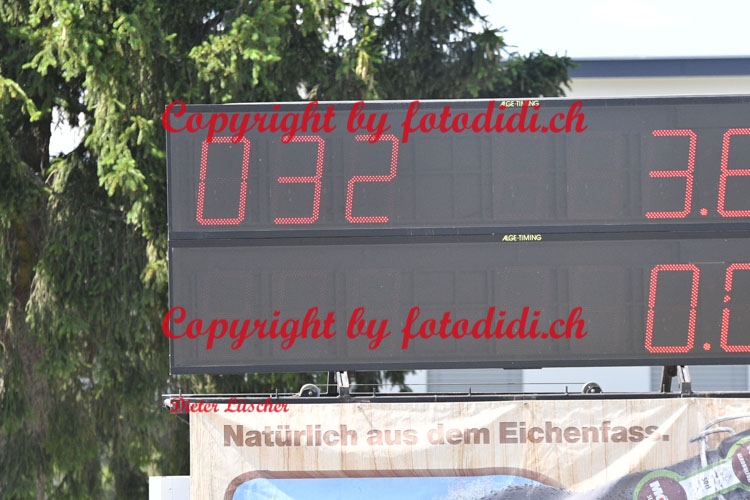 ALGE-TIMING
Copyright by fotodidi.ch
032 3.6
ALGE-TIMING
0.0
Copyright by fotodidi.ch
Dieter Lüscher
Natürlich aus dem Eichenfass.